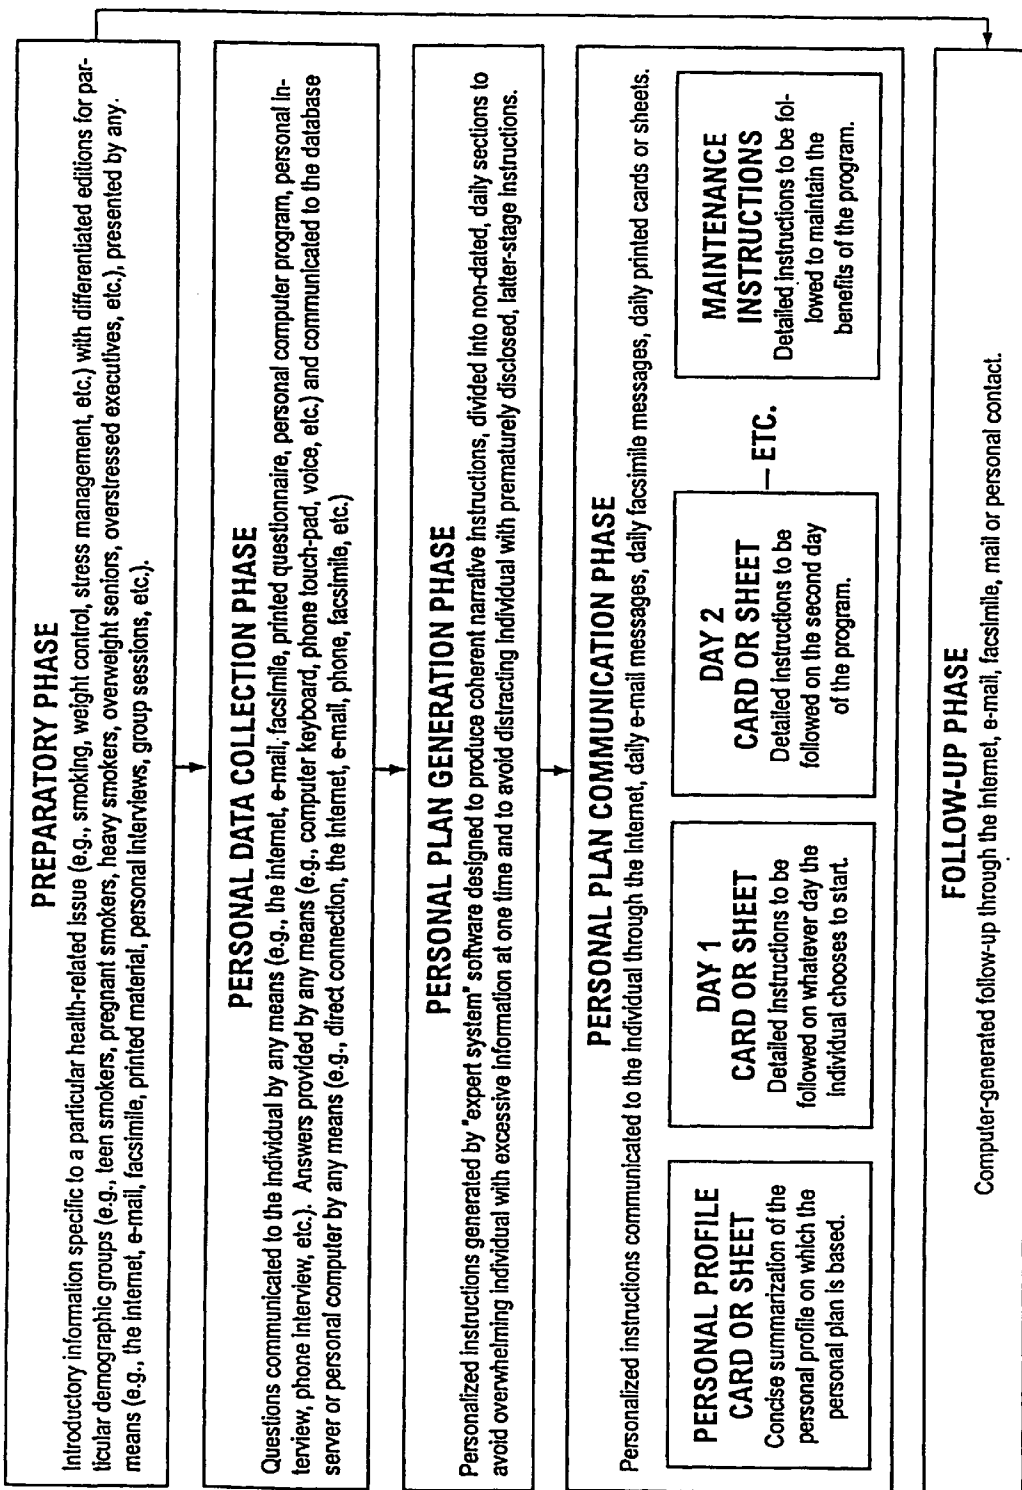 PREPARATORY PHASE
Introductory information specific to a particular health-related issue (e.g., smoking, weight control, stress management, etc.) with differentiated editions for par-
ticular demographic groups (e.g., teen smokers, pregnant smokers, heavy smokers, overweight seniors, overstressed executives, etc.), presented by any
means (e.g., the internet, e-mail, facsimile, printed material, personal interviews, group sessions, etc.).
PERSONAL DATA COLLECTION PHASE
Questions communicated to the individual by any means (e.g., the internet, e-mail, facsimile, printed questionnaire, personal computer program, personal in-
terview, phone interview, etc.). Answers provided by any means (e.g., computer keyboard, phone touch-pad, voice, etc.) and communicated to the database
server or personal computer by any means (e.g., direct connection, the internet, e-mail, phone, facsimile, etc.)
PERSONAL PLAN GENERATION PHASE
Personalized instructions generated by "expert system" software designed to produce coherent narrative instructions, divided into non-dated, daily sections to
avoid overwhelming individual with excessive information at one time and to avoid distracting individual with prematurely disclosed, latter-stage instructions.
PERSONAL PLAN COMMUNICATION PHASE
Personalized instructions communicated to the individual through the Internet, daily e-mail messages, daily facsimile messages, daily printed cards or sheets.
PERSONAL PROFILE
CARD OR SHEET
Concise summarization of the
personal profile on which the
personal plan is based.
DAY 1
CARD OR SHEET
Detailed instructions to be
followed on whatever day the
individual chooses to start.
DAY 2
CARD OR SHEET
Detailed instructions to be
followed on the second day
of the program.
— ETC.
MAINTENANCE
INSTRUCTIONS
Detailed instructions to be fol-
lowed to maintain the
benefits of the program.
FOLLOW-UP PHASE
Computer-generated follow-up through the internet, e-mail, facsimile, mail or personal contact.